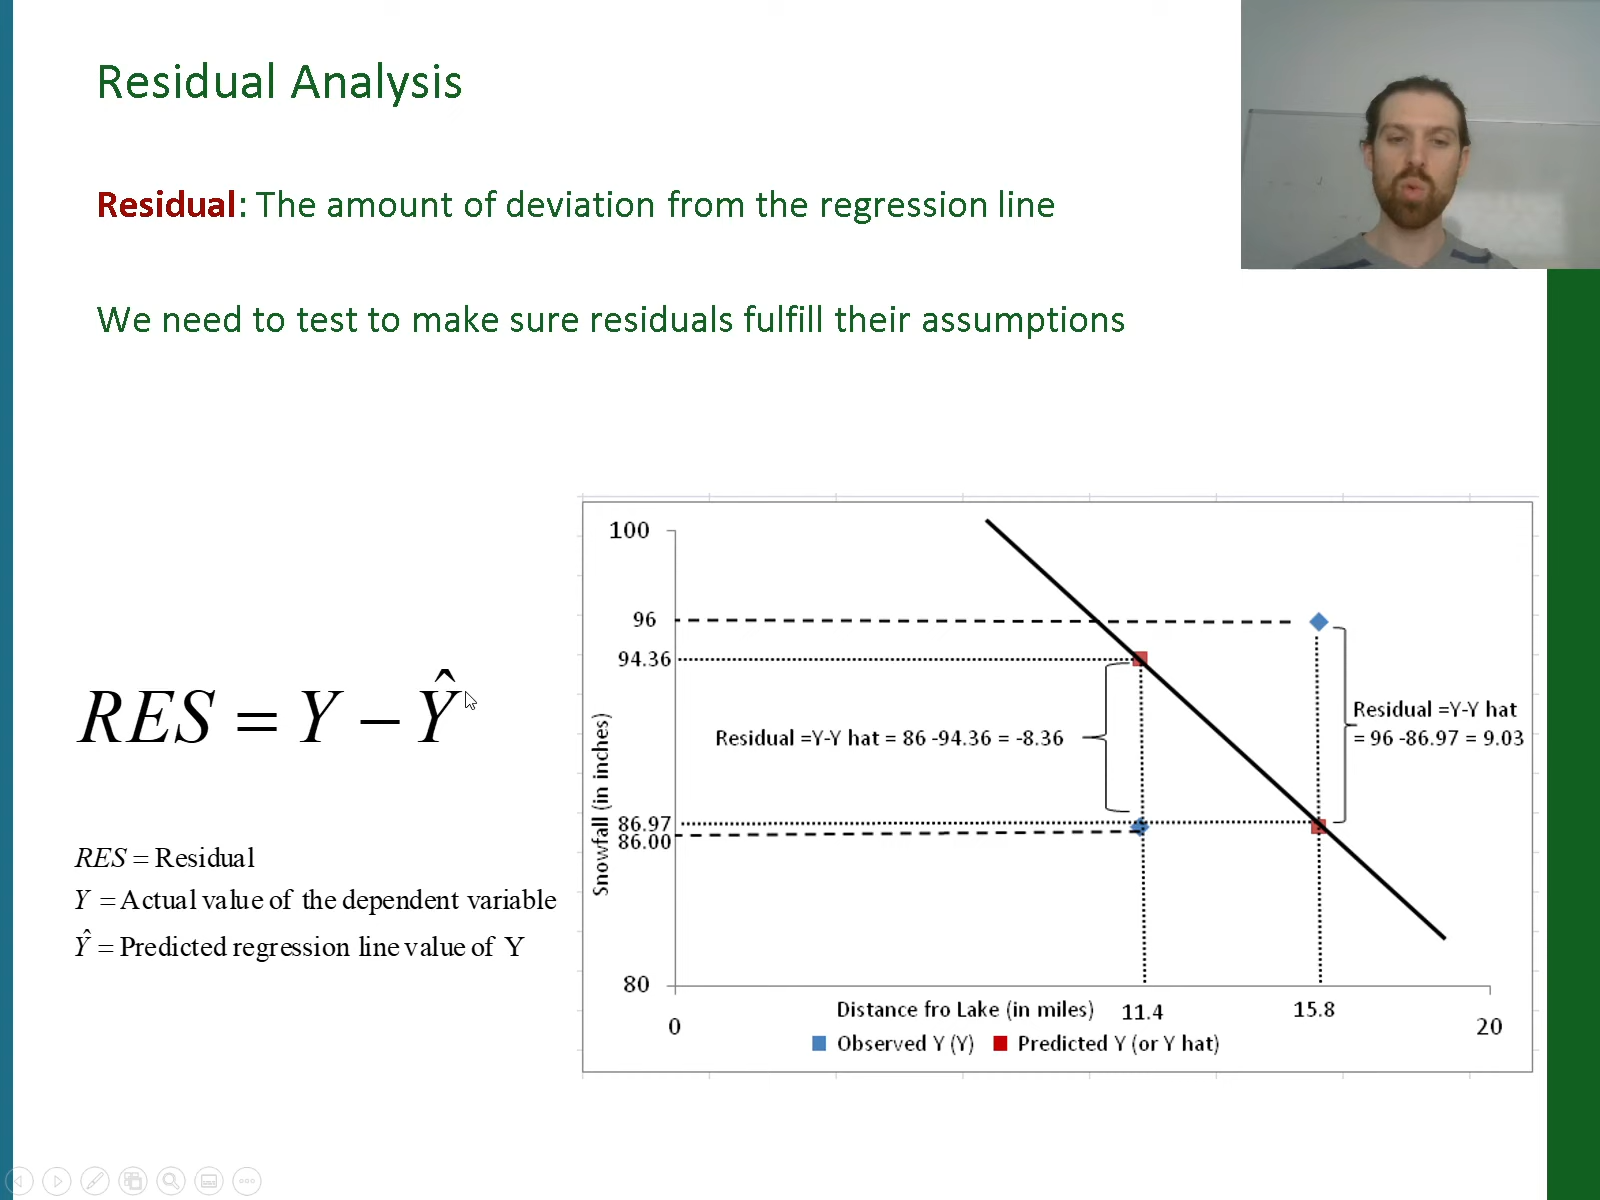 Residual Analysis
Residual: The amount of deviation from the regression line
We need to test to make sure residuals fulfill their assumptions
RES = Y − Ŷ
RES = Residual
Y = Actual value of the dependent variable
Ŷ = Predicted regression line value of Y
100
96
94.36
86.97
86.00
80
Snowfall (in inches)
Residual =Y-Y hat = 86 -94.36 = -8.36
Residual =Y-Y hat
= 96 -86.97 = 9.03
Distance fro Lake (in miles)
11.4
15.8
0
20
Observed Y (Y)
Predicted Y (or Y hat)